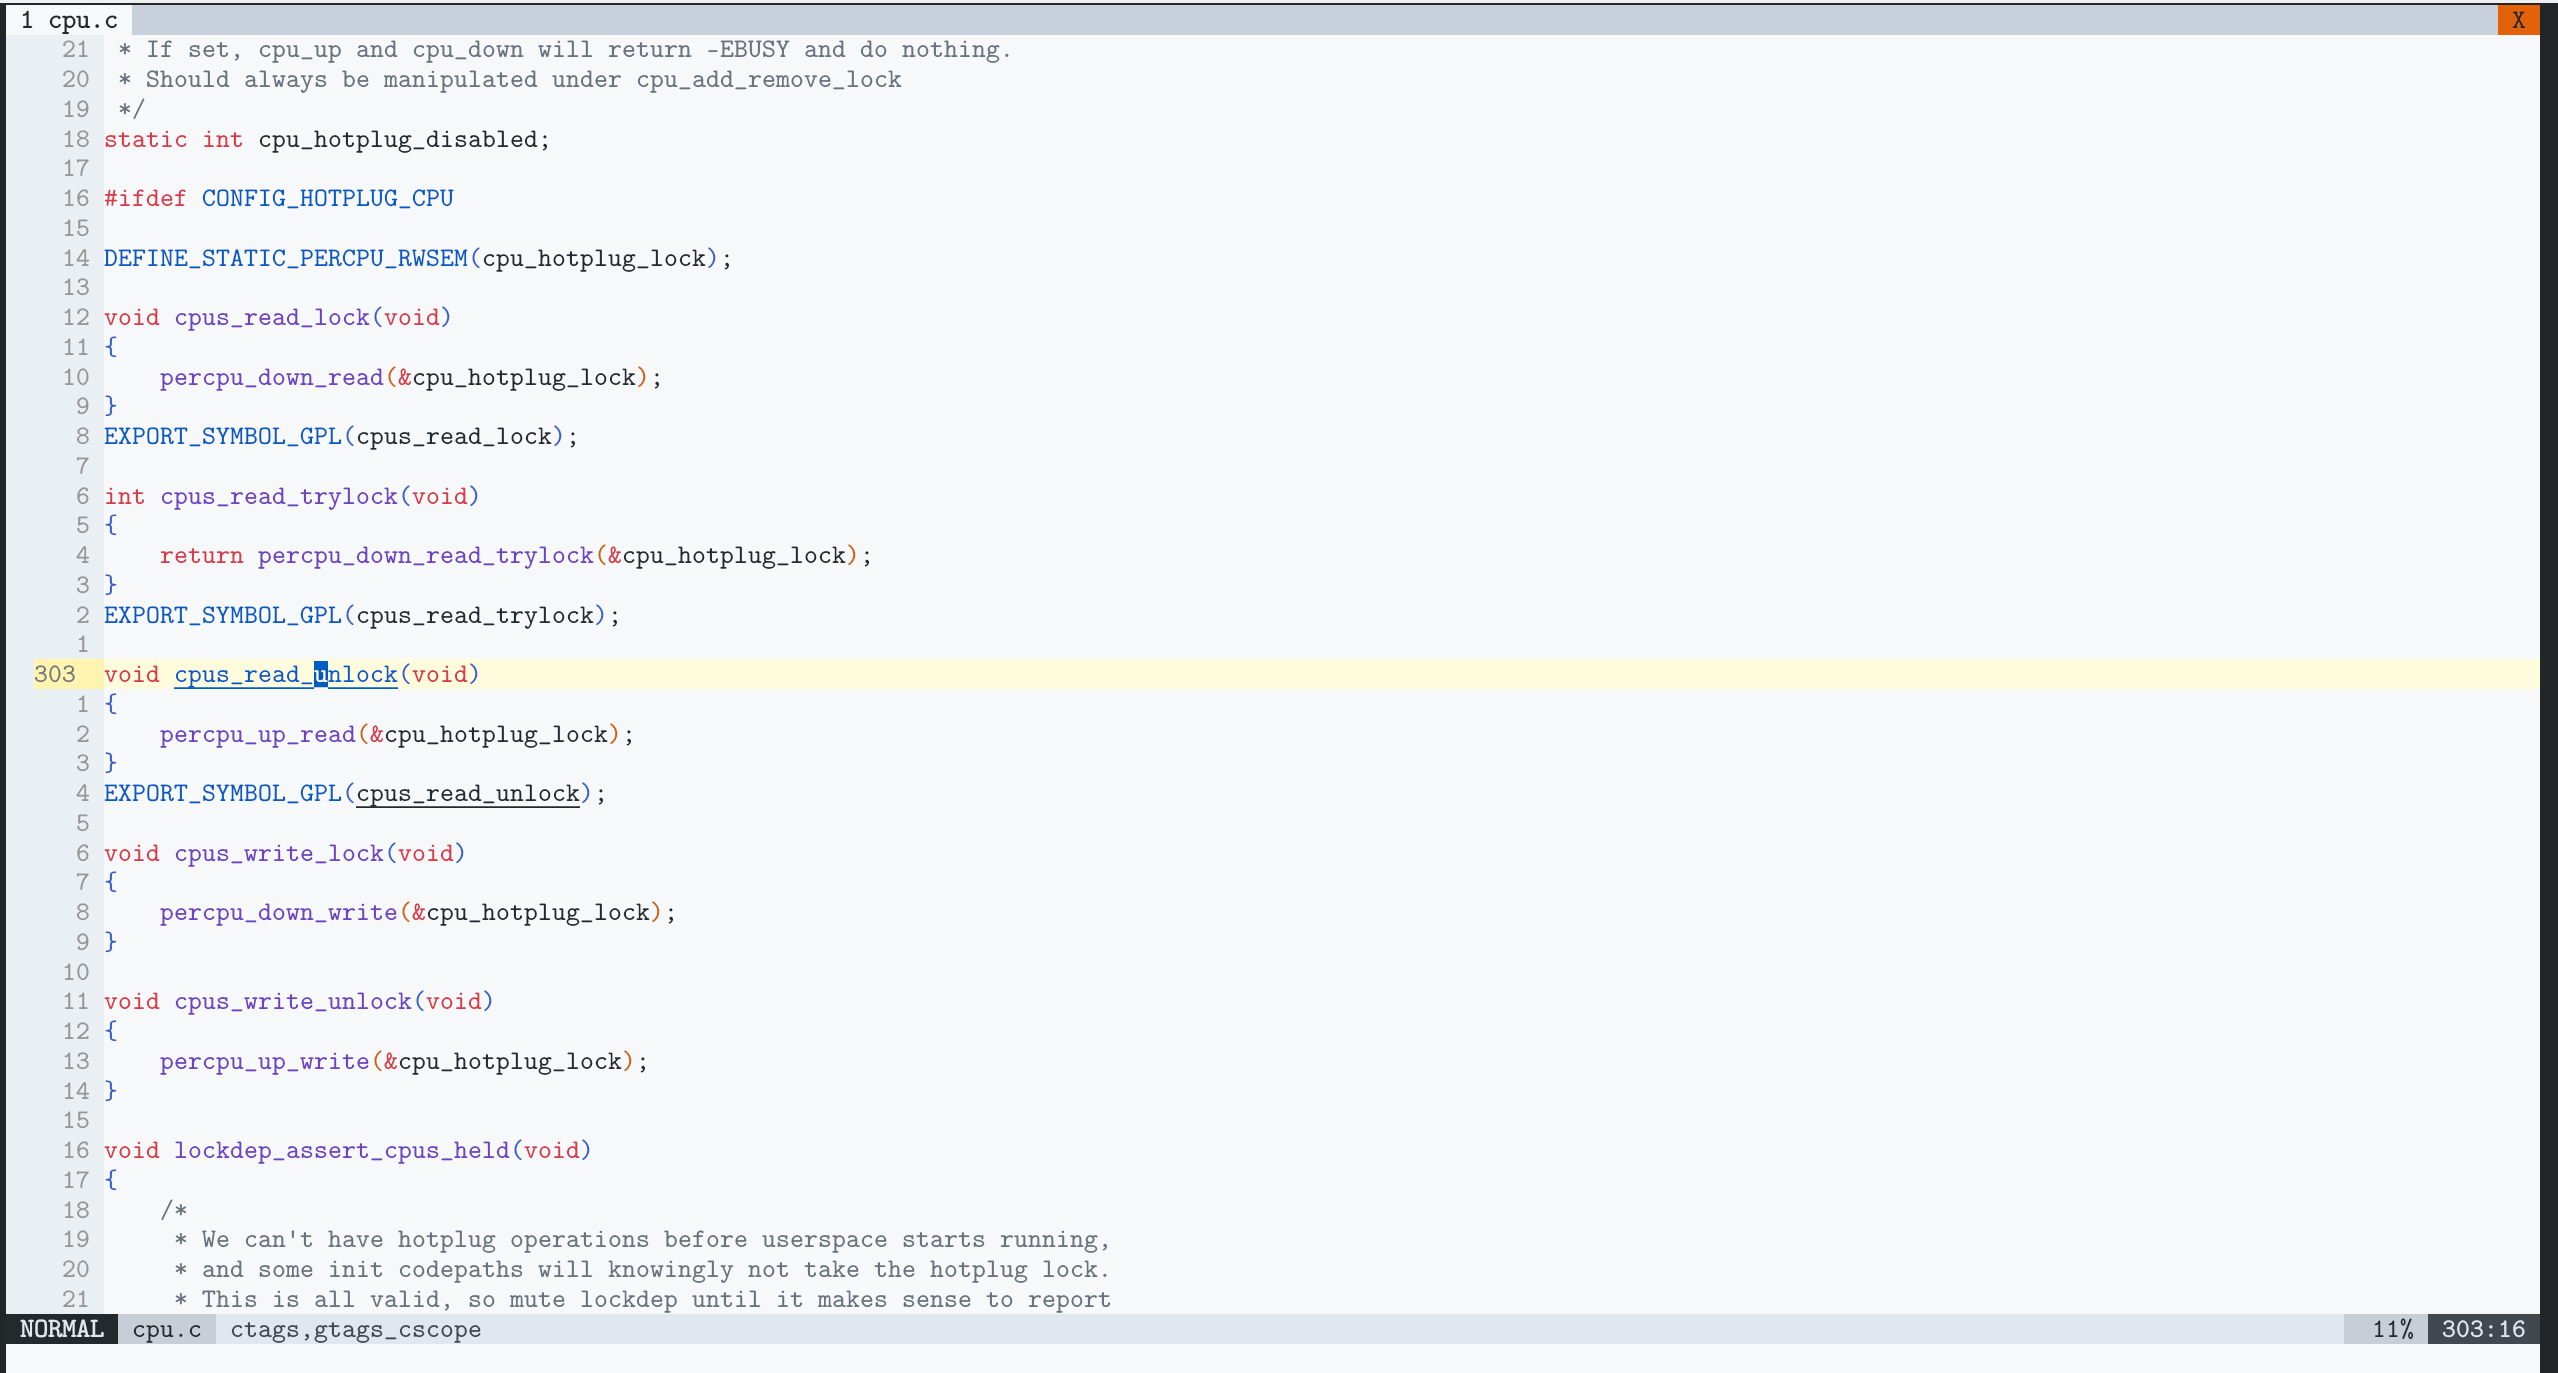 1 cpu.c X
21  * If set, cpu_up and cpu_down will return -EBUSY and do nothing.
20  * Should always be manipulated under cpu_add_remove_lock
19  */
18 static int cpu_hotplug_disabled;
17
16 #ifdef CONFIG_HOTPLUG_CPU
15
14 DEFINE_STATIC_PERCPU_RWSEM(cpu_hotplug_lock);
13
12 void cpus_read_lock(void)
11 {
10     percpu_down_read(&cpu_hotplug_lock);
9 }
8 EXPORT_SYMBOL_GPL(cpus_read_lock);
7
6 int cpus_read_trylock(void)
5 {
4     return percpu_down_read_trylock(&cpu_hotplug_lock);
3 }
2 EXPORT_SYMBOL_GPL(cpus_read_trylock);
1
303 void cpus_read_unlock(void)
1 {
2     percpu_up_read(&cpu_hotplug_lock);
3 }
4 EXPORT_SYMBOL_GPL(cpus_read_unlock);
5
6 void cpus_write_lock(void)
7 {
8     percpu_down_write(&cpu_hotplug_lock);
9 }
10
11 void cpus_write_unlock(void)
12 {
13     percpu_up_write(&cpu_hotplug_lock);
14 }
15
16 void lockdep_assert_cpus_held(void)
17 {
18     /*
19      * We can't have hotplug operations before userspace starts running,
20      * and some init codepaths will knowingly not take the hotplug lock.
21      * This is all valid, so mute lockdep until it makes sense to report
NORMAL cpu.c ctags,gtags_cscope 11% 303:16